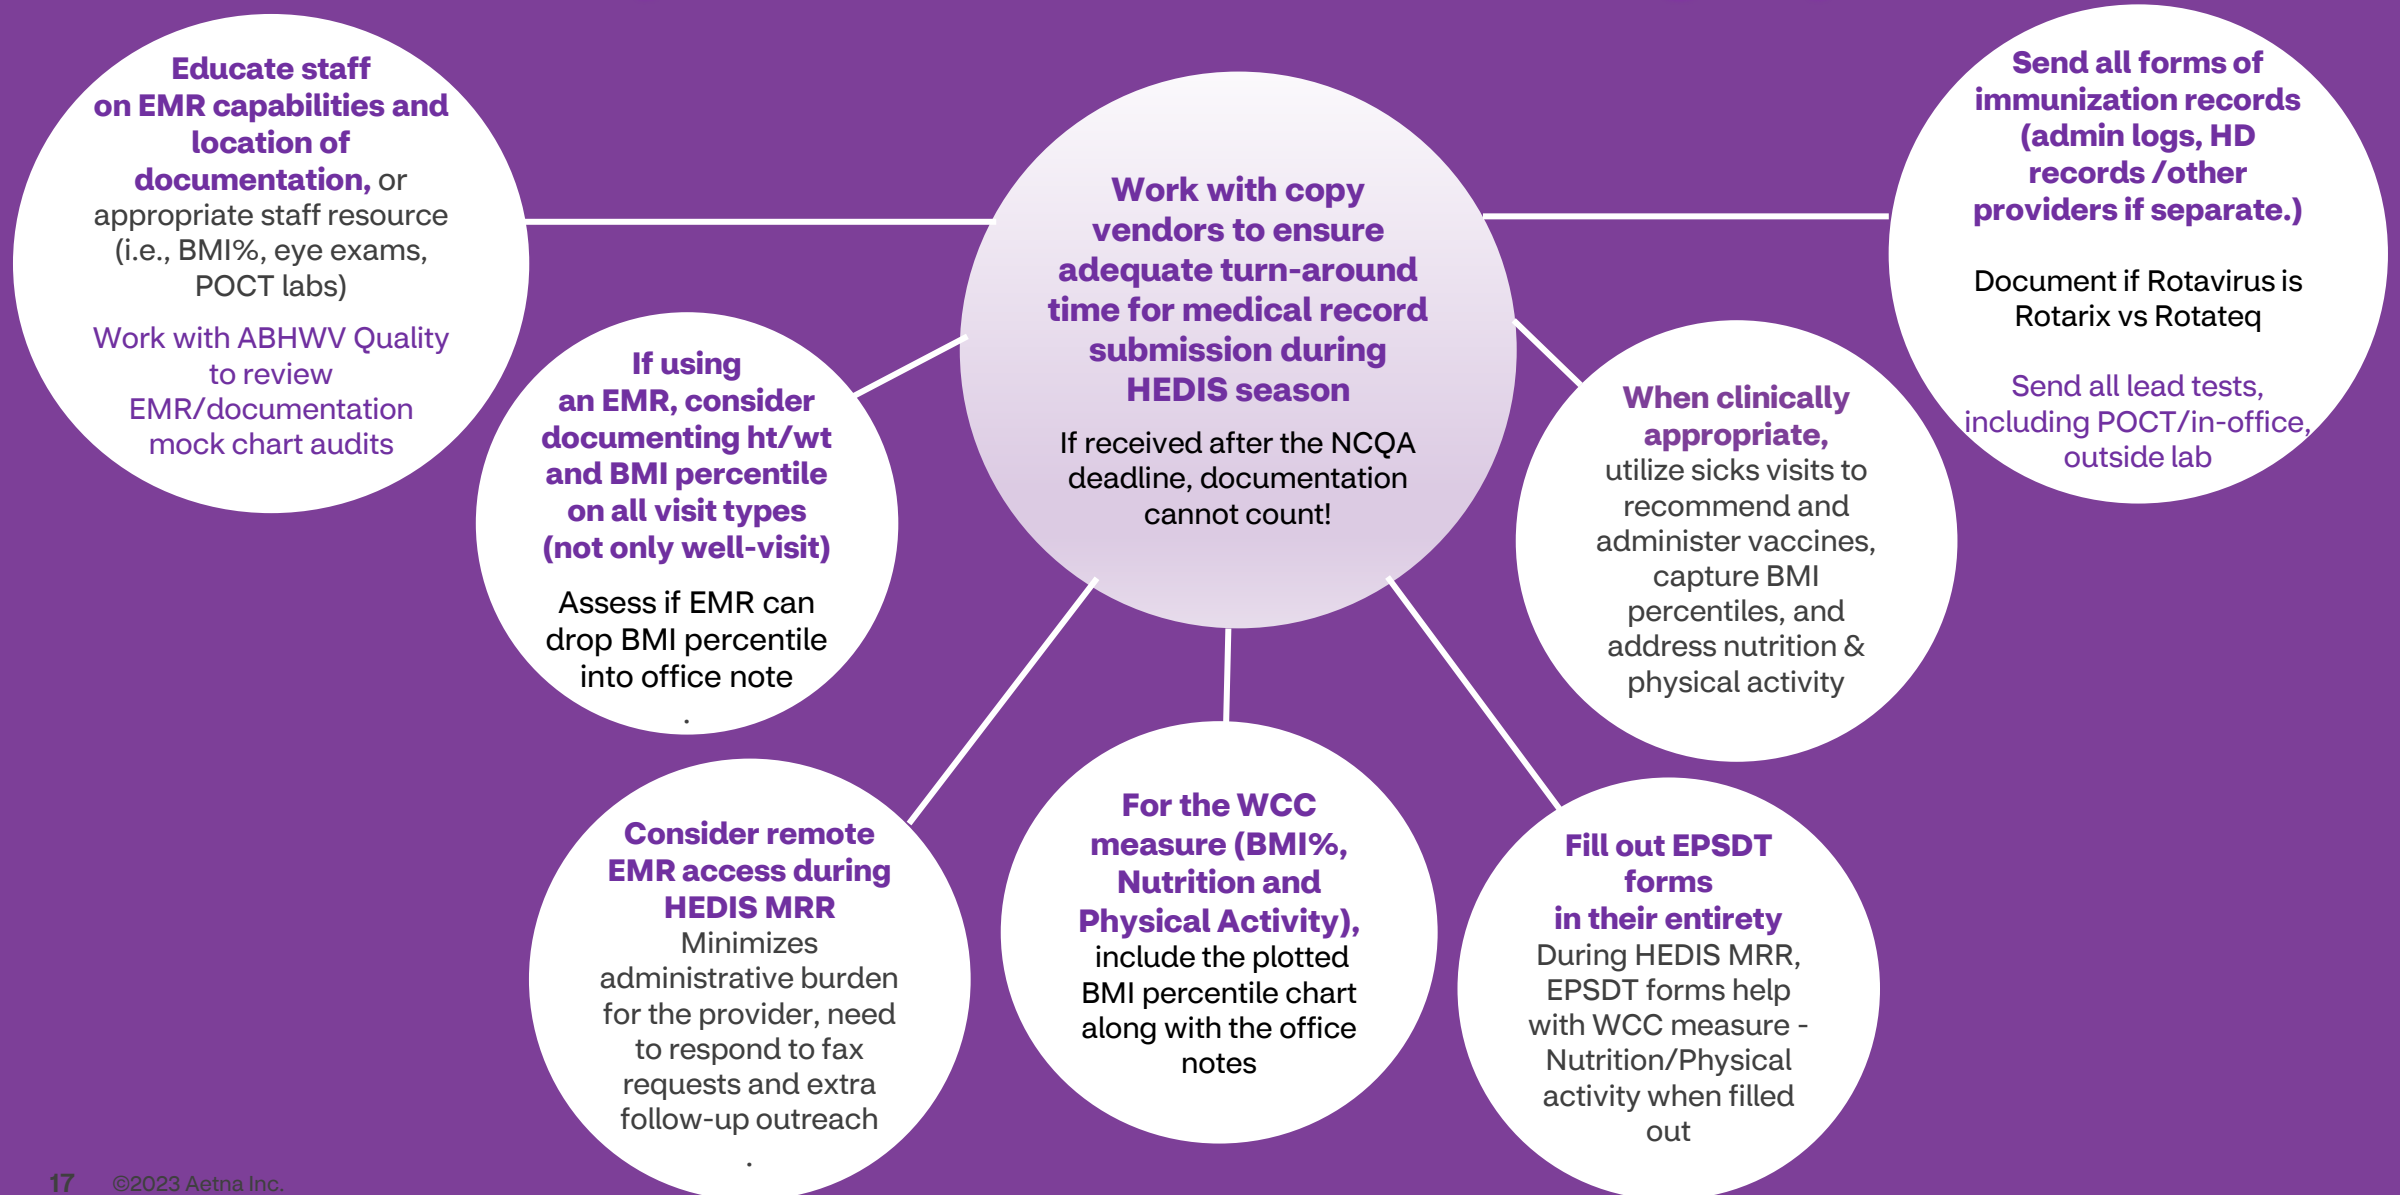 Educate staff
on EMR capabilities and
location of
documentation, or
appropriate staff resource
(i.e., BMI%, eye exams,
POCT labs)
Work with ABHWV Quality
to review
EMR/documentation
mock chart audits
If using
an EMR, consider
documenting ht/wt
and BMI percentile
on all visit types
(not only well-visit)
Assess if EMR can
drop BMI percentile
into office note
.
Work with copy
vendors to ensure
adequate turn-around
time for medical record
submission during
HEDIS season
If received after the NCQA
deadline, documentation
cannot count!
When clinically
appropriate,
utilize sicks visits to
recommend and
administer vaccines,
capture BMI
percentiles, and
address nutrition &
physical activity
Send all forms of
immunization records
(admin logs, HD
records /other
providers if separate.)
Document if Rotavirus is
Rotarix vs Rotateq
Send all lead tests,
including POCT/in-office,
outside lab
Consider remote
EMR access during
HEDIS MRR
Minimizes
administrative burden
for the provider, need
to respond to fax
requests and extra
follow-up outreach
.
For the WCC
measure (BMI%,
Nutrition and
Physical Activity),
include the plotted
BMI percentile chart
along with the office
notes
Fill out EPSDT
forms
in their entirety
During HEDIS MRR,
EPSDT forms help
with WCC measure -
Nutrition/Physical
activity when filled
out
17 ©2023 Aetna Inc.